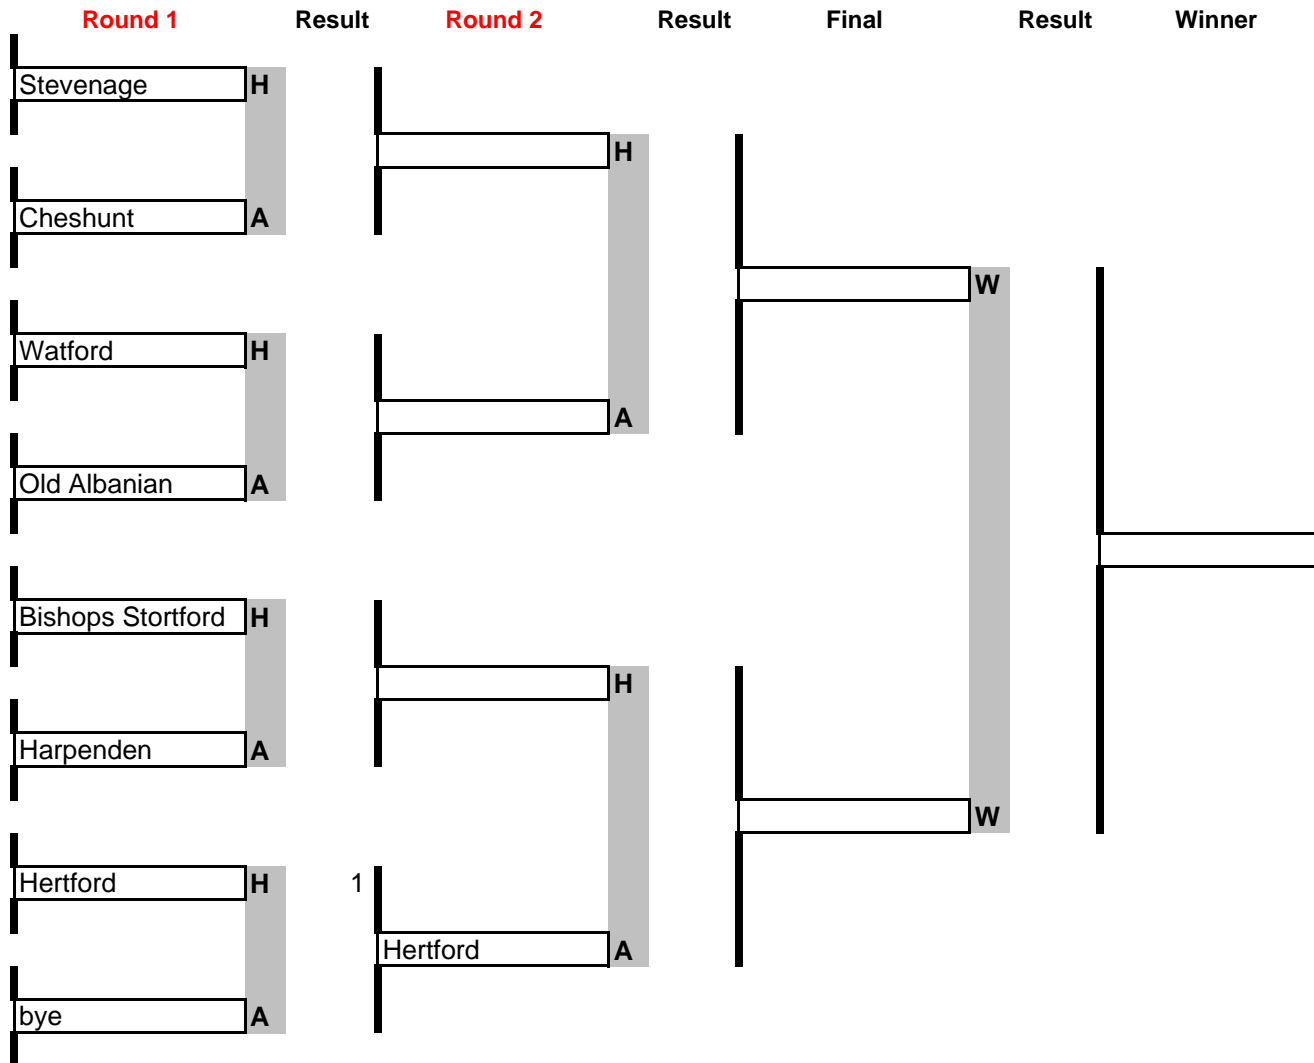 Round 1 Result Round 2 Result Final Result Winner
Stevenage H
H
Cheshunt A
W
Watford H
A
Old Albanian A
Bishops Stortford H
H
Harpenden A
W
Hertford H 1
Hertford A
bye A